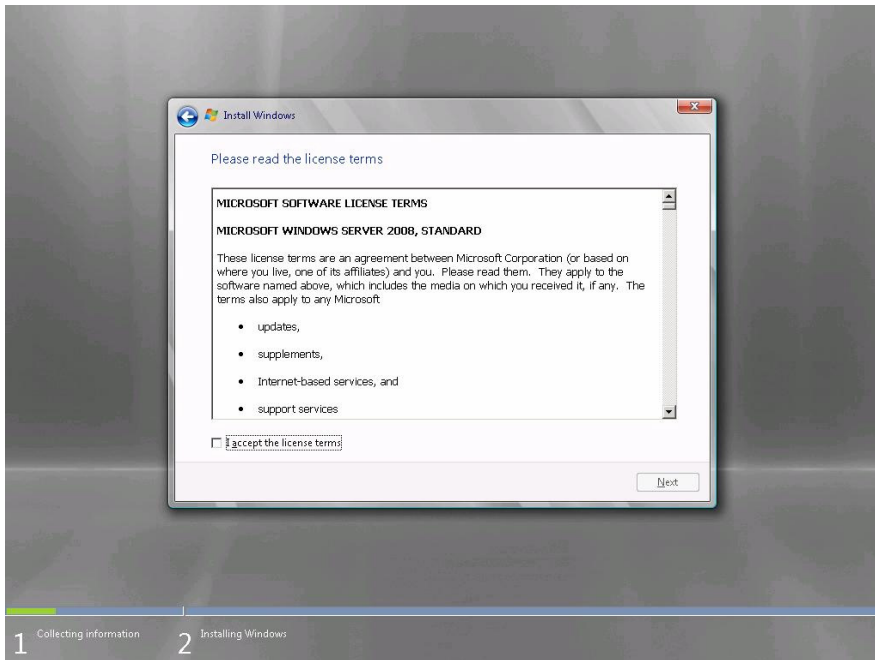 Install Windows
Please read the license terms
MICROSOFT SOFTWARE LICENSE TERMS
MICROSOFT WINDOWS SERVER 2008, STANDARD
These license terms are an agreement between Microsoft Corporation (or based on
where you live, one of its affiliates) and you.  Please read them.  They apply to the
software named above, which includes the media on which you received it, if any.  The
terms also apply to any Microsoft
• updates,
• supplements,
• Internet-based services, and
• support services
I accept the license terms
Next
1 Collecting information 2 Installing Windows